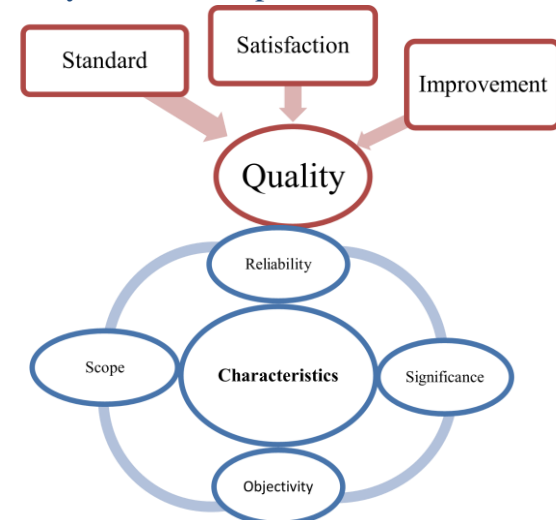 Standard
Satisfaction
Improvement
Quality
Reliability
Scope
Characteristics
Significance
Objectivity